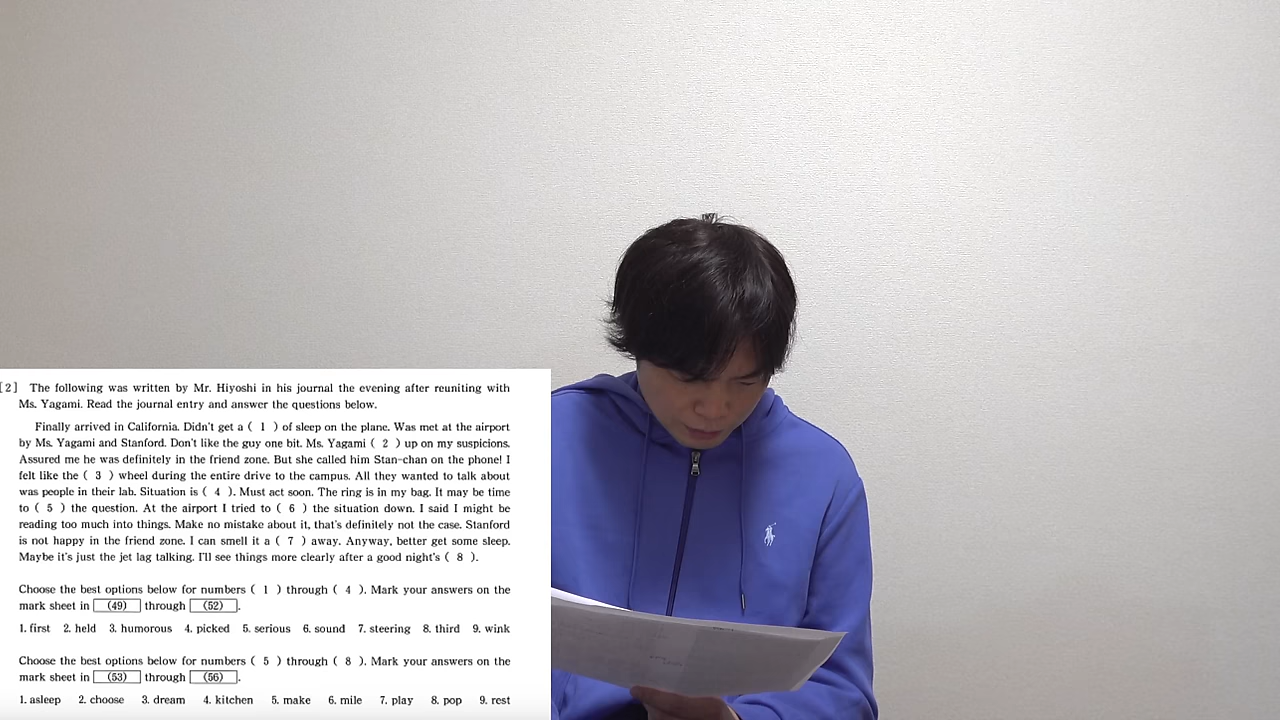 [2] The following was written by Mr. Hiyoshi in his journal the evening after reuniting with
Ms. Yagami. Read the journal entry and answer the questions below.
Finally arrived in California. Didn't get a ( 1 ) of sleep on the plane. Was met at the airport
by Ms. Yagami and Stanford. Don't like the guy one bit. Ms. Yagami ( 2 ) up on my suspicions.
Assured me he was definitely in the friend zone. But she called him Stan-chan on the phone! I
felt like the ( 3 ) wheel during the entire drive to the campus. All they wanted to talk about
was people in their lab. Situation is ( 4 ). Must act soon. The ring is in my bag. It may be time
to ( 5 ) the question. At the airport I tried to ( 6 ) the situation down. I said I might be
reading too much into things. Make no mistake about it, that's definitely not the case. Stanford
is not happy in the friend zone. I can smell it a ( 7 ) away. Anyway, better get some sleep.
Maybe it's just the jet lag talking. I'll see things more clearly after a good night's ( 8 ).
Choose the best options below for numbers ( 1 ) through ( 4 ). Mark your answers on the
mark sheet in (49) through (52).
1. first 2. held 3. humorous 4. picked 5. serious 6. sound 7. steering 8. third 9. wink
Choose the best options below for numbers ( 5 ) through ( 8 ). Mark your answers on the
mark sheet in (53) through (56).
1. asleep 2. choose 3. dream 4. kitchen 5. make 6. mile 7. play 8. pop 9. rest